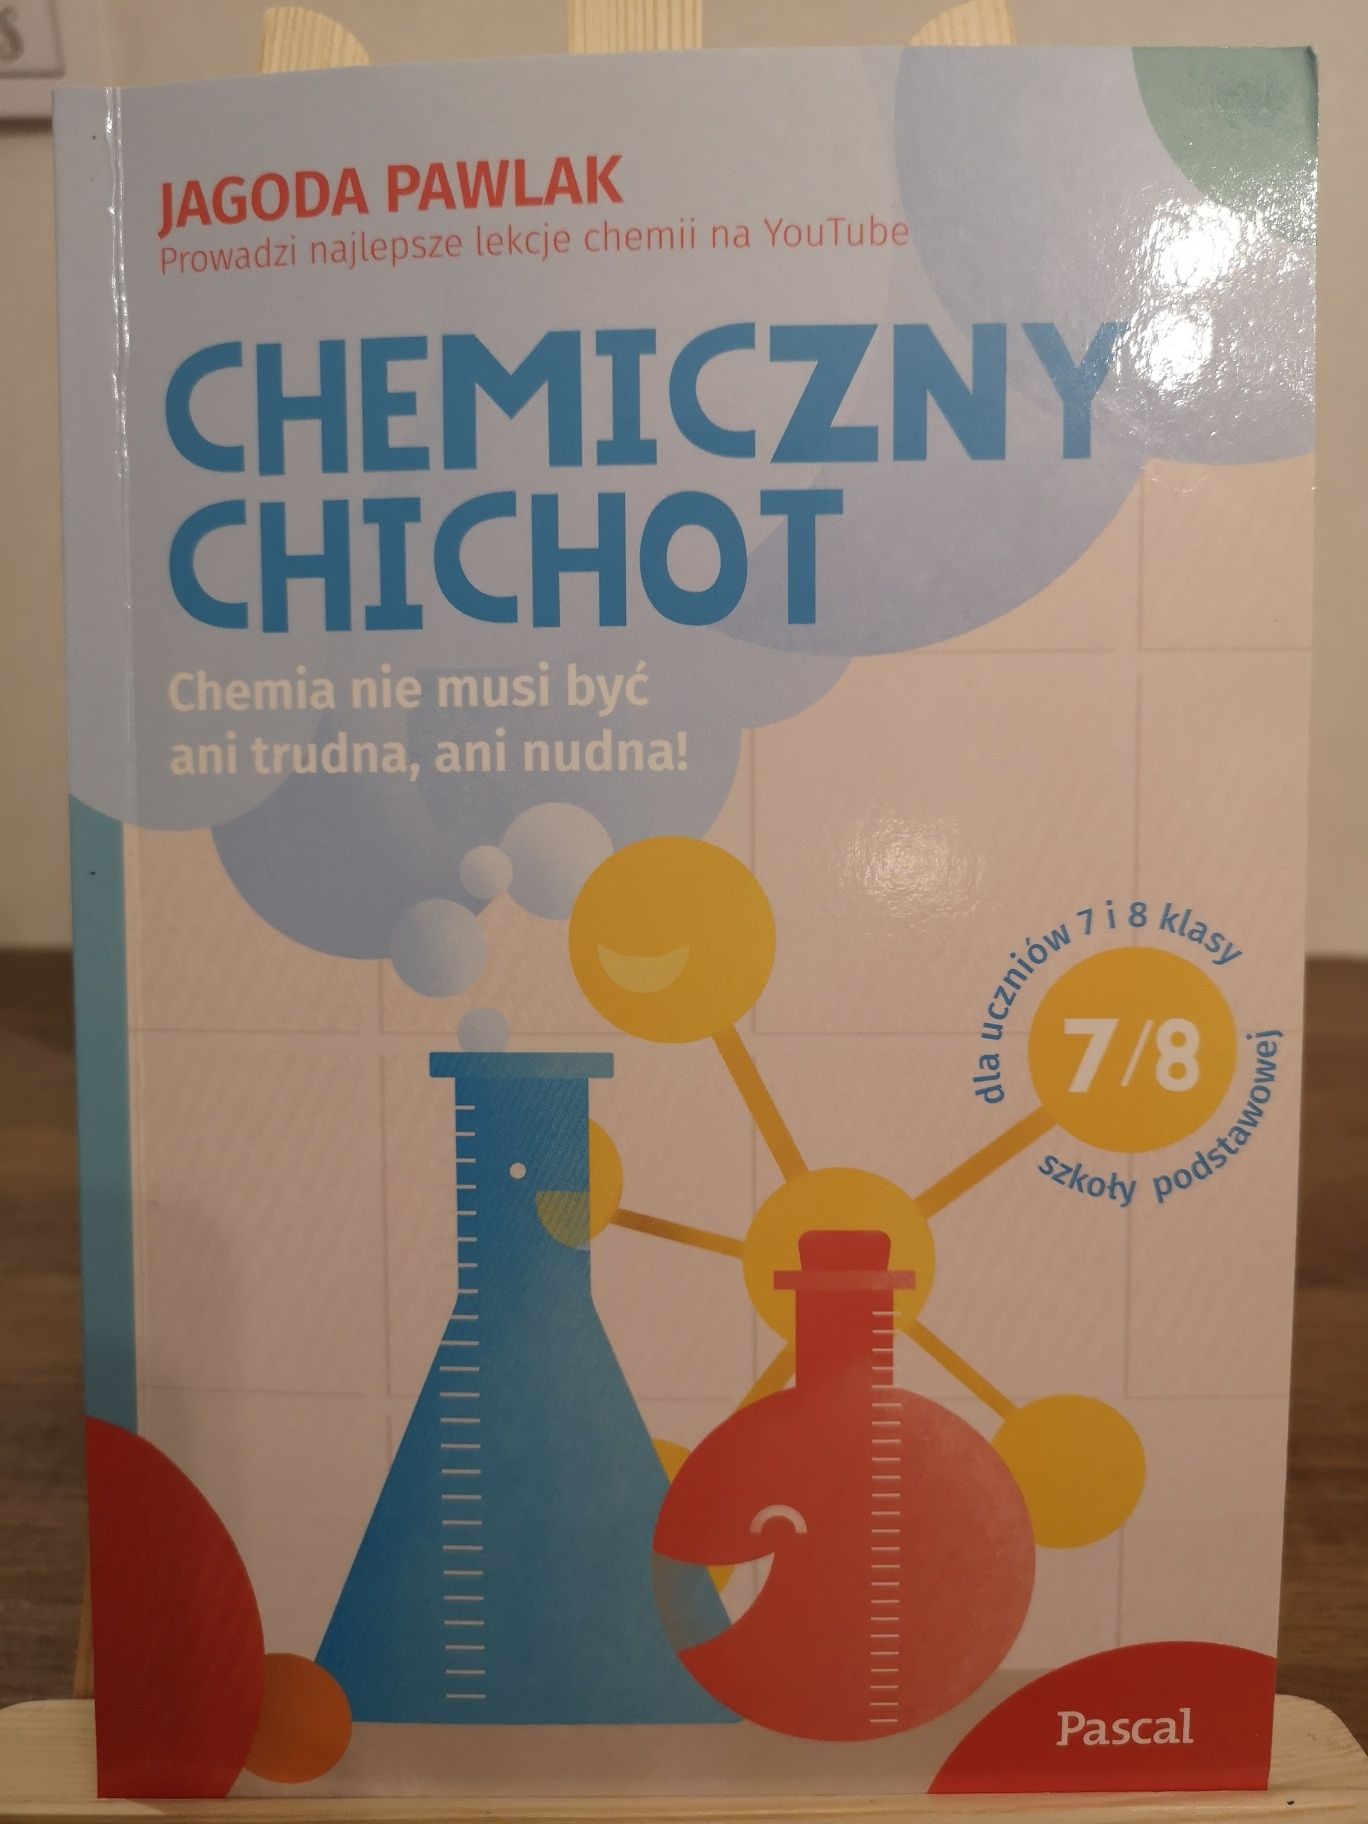 JAGODA PAWLAK
Prowadzi najlepsze lekcje chemii na YouTube
CHEMICZNY
CHICHOT
Chemia nie musi być
ani trudna, ani nudna!
dla uczniów 7 i 8 klasy
7/8
szkoły podstawowej
Pascal